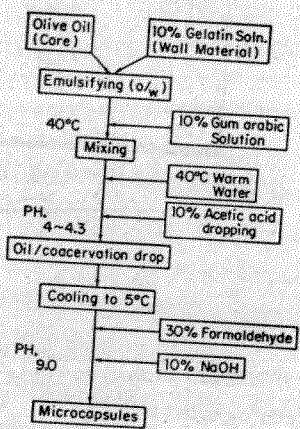 Olive Oil
(Core)
10% Gelatin Soln.
(Wall Material)
Emulsifying (o/w)
40°C
10% Gum arabic
Solution
Mixing
40°C Warm
Water
PH,
4~4.3
10% Acetic acid
dropping
Oil/coacervation drop
Cooling to 5°C
30% Formaldehyde
PH,
9.0
10% NaOH
Microcapsules